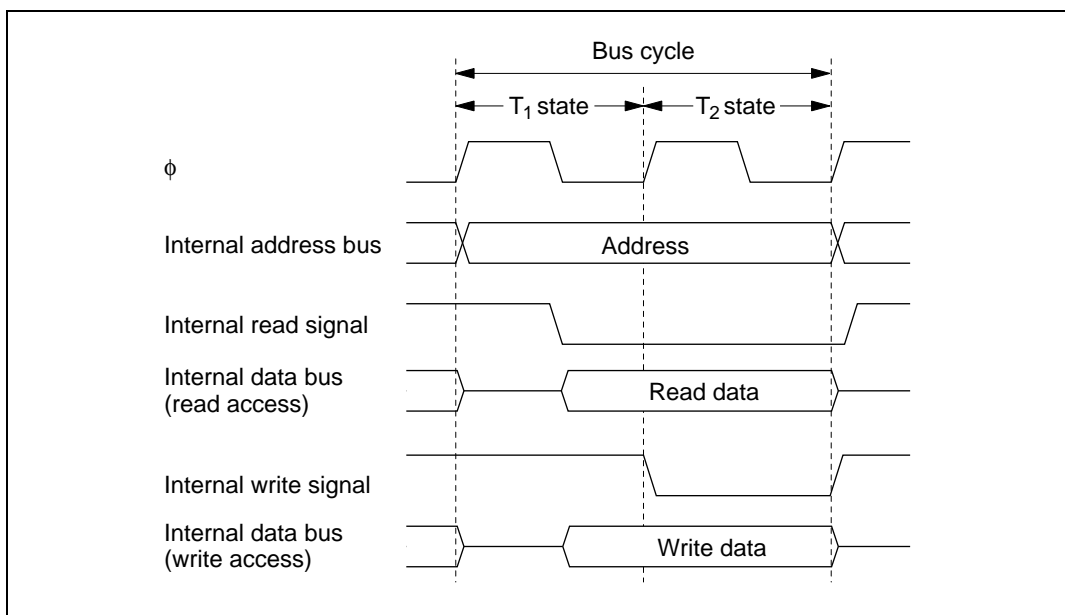 Bus cycle
T1 state
T2 state
ϕ
Internal address bus
Address
Internal read signal
Internal data bus
(read access)
Read data
Internal write signal
Internal data bus
(write access)
Write data